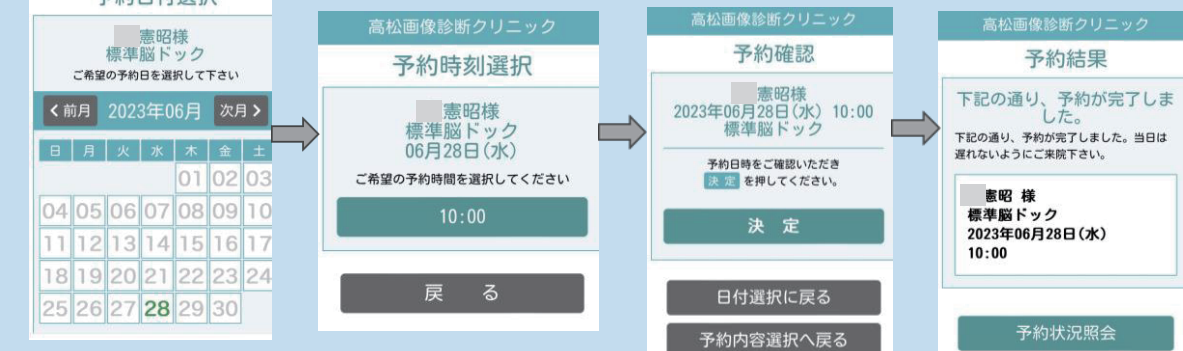 予約日付選択
憲昭様
標準脳ドック
ご希望の予約日を選択して下さい
❮前月 2023年06月 次月❯
日 月 火 水 木 金 土
01 02 03
04 05 06 07 08 09 10
11 12 13 14 15 16 17
18 19 20 21 22 23 24
25 26 27 28 29 30
高松画像診断クリニック
予約時刻選択
憲昭様
標準脳ドック
06月28日(水)
ご希望の予約時間を選択してください
10:00
戻 る
高松画像診断クリニック
予約確認
憲昭様
2023年06月28日(水) 10:00
標準脳ドック
予約日時をご確認いただき
決 定 を押してください。
決 定
日付選択に戻る
予約内容選択へ戻る
高松画像診断クリニック
予約結果
下記の通り、予約が完了しま
した。
下記の通り、予約が完了しました。当日は
遅れないようにご来院下さい。
憲昭 様
標準脳ドック
2023年06月28日(水)
10:00
予約状況照会